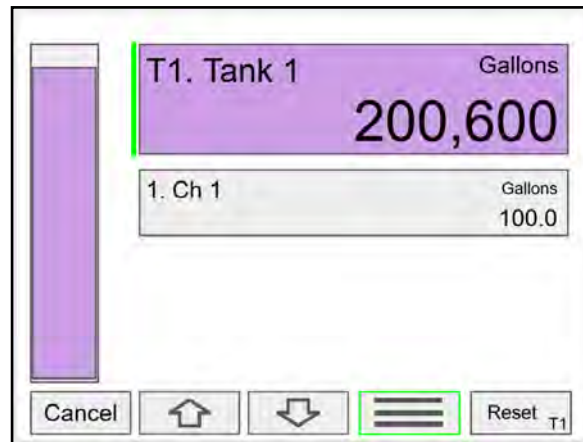 T1. Tank 1 Gallons
200,600
1. Ch 1 Gallons
100.0
Cancel Reset T1